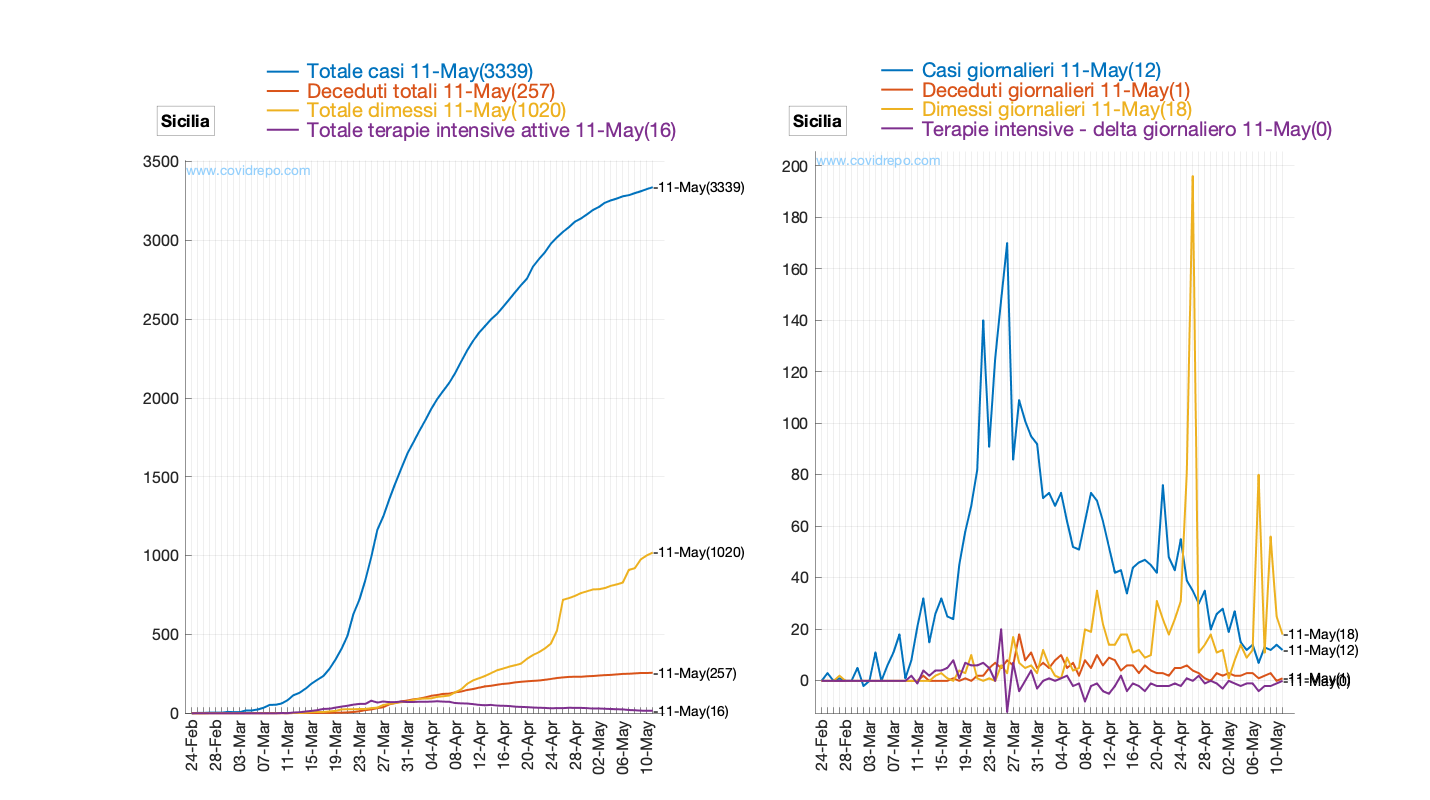 Totale casi 11-May(3339)
Deceduti totali 11-May(257)
Totale dimessi 11-May(1020)
Totale terapie intensive attive 11-May(16)
Sicilia
www.covidrepo.com
3500
3000
2500
2000
1500
1000
500
0
-11-May(3339)
-11-May(1020)
-11-May(257)
-11-May(16)
24-Feb
28-Feb
03-Mar
07-Mar
11-Mar
15-Mar
19-Mar
23-Mar
27-Mar
31-Mar
04-Apr
08-Apr
12-Apr
16-Apr
20-Apr
24-Apr
28-Apr
02-May
06-May
10-May
Casi giornalieri 11-May(12)
Deceduti giornalieri 11-May(1)
Dimessi giornalieri 11-May(18)
Terapie intensive - delta giornaliero 11-May(0)
Sicilia
www.covidrepo.com
200
180
160
140
120
100
80
60
40
20
0
-11-May(18)
-11-May(12)
-11-May(1)
-11-May(0)
24-Feb
28-Feb
03-Mar
07-Mar
11-Mar
15-Mar
19-Mar
23-Mar
27-Mar
31-Mar
04-Apr
08-Apr
12-Apr
16-Apr
20-Apr
24-Apr
28-Apr
02-May
06-May
10-May